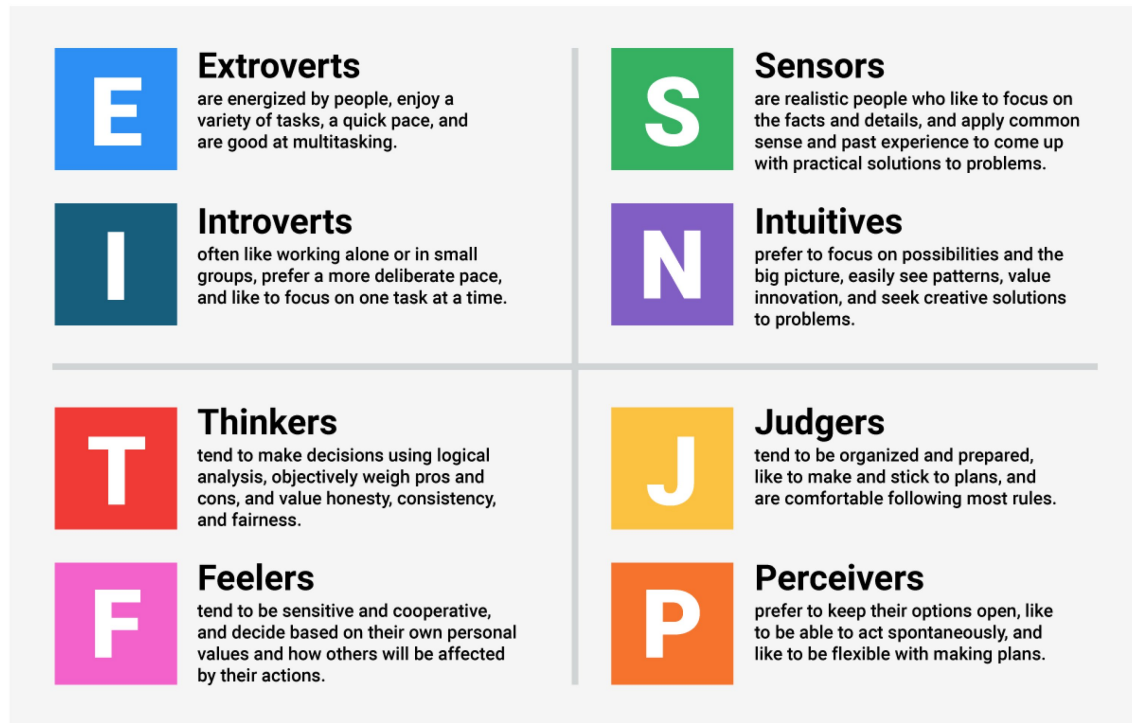 E
Extroverts
are energized by people, enjoy a
variety of tasks, a quick pace, and
are good at multitasking.
I
Introverts
often like working alone or in small
groups, prefer a more deliberate pace,
and like to focus on one task at a time.
S
Sensors
are realistic people who like to focus on
the facts and details, and apply common
sense and past experience to come up
with practical solutions to problems.
N
Intuitives
prefer to focus on possibilities and the
big picture, easily see patterns, value
innovation, and seek creative solutions
to problems.
T
Thinkers
tend to make decisions using logical
analysis, objectively weigh pros and
cons, and value honesty, consistency,
and fairness.
F
Feelers
tend to be sensitive and cooperative,
and decide based on their own personal
values and how others will be affected
by their actions.
J
Judgers
tend to be organized and prepared,
like to make and stick to plans, and
are comfortable following most rules.
P
Perceivers
prefer to keep their options open, like
to be able to act spontaneously, and
like to be flexible with making plans.